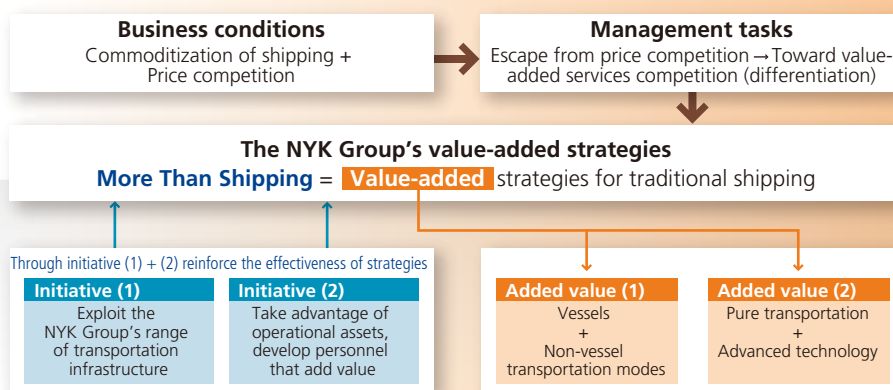 Business conditions
Commoditization of shipping +
Price competition
Management tasks
Escape from price competition → Toward value-
added services competition (differentiation)
The NYK Group’s value-added strategies
More Than Shipping = Value-added strategies for traditional shipping
Through initiative (1) + (2) reinforce the effectiveness of strategies
Initiative (1)
Exploit the
NYK Group’s range
of transportation
infrastructure
Initiative (2)
Take advantage of
operational assets,
develop personnel
that add value
Added value (1)
Vessels
+
Non-vessel
transportation modes
Added value (2)
Pure transportation
+
Advanced technology